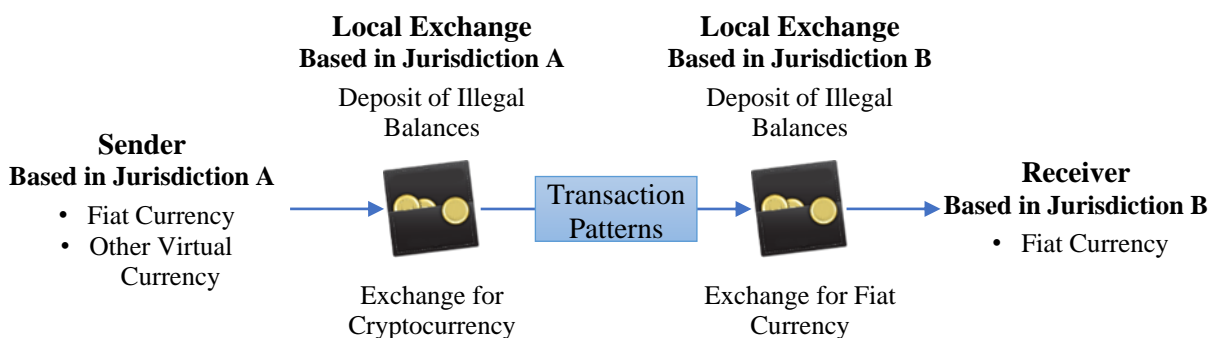 Local Exchange
Based in Jurisdiction A
Deposit of Illegal
Balances
Local Exchange
Based in Jurisdiction B
Deposit of Illegal
Balances
Sender
Based in Jurisdiction A
• Fiat Currency
• Other Virtual
Currency
Transaction
Patterns
Receiver
Based in Jurisdiction B
• Fiat Currency
Exchange for
Cryptocurrency
Exchange for Fiat
Currency